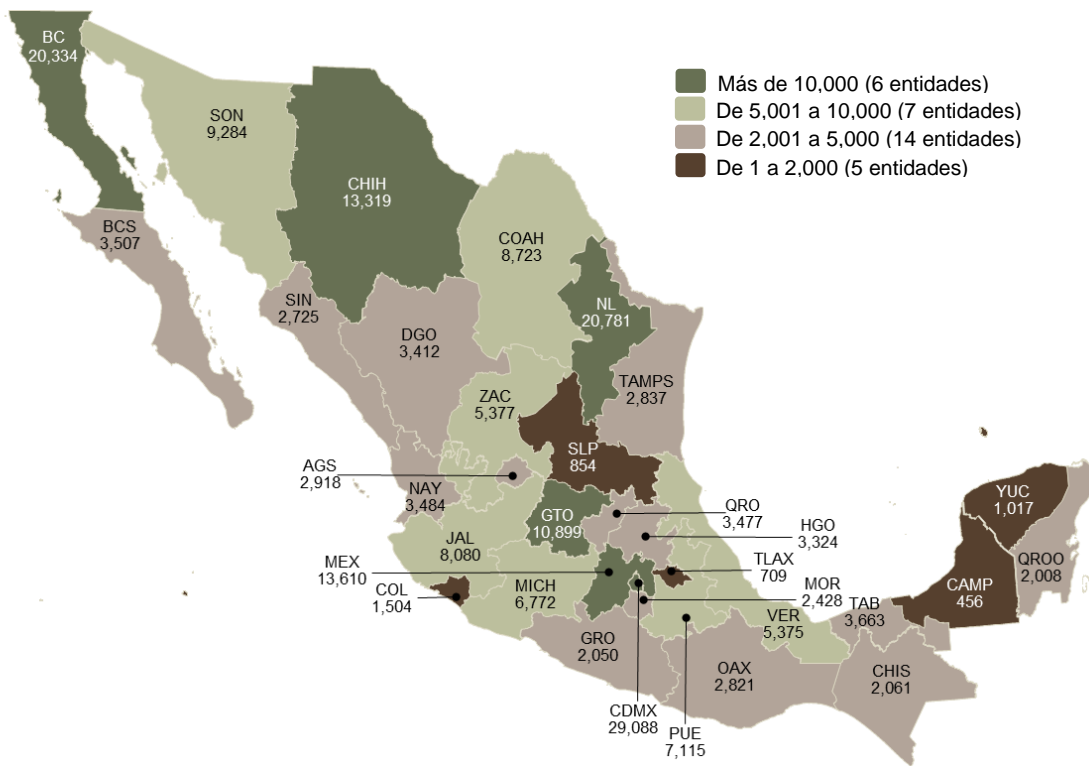 BC
20,334
SON
9,284
CHIH
13,319
Más de 10,000 (6 entidades)
De 5,001 a 10,000 (7 entidades)
De 2,001 a 5,000 (14 entidades)
De 1 a 2,000 (5 entidades)
BCS
3,507
COAH
8,723
SIN
2,725
NL
20,781
DGO
3,412
TAMPS
2,837
ZAC
5,377
SLP
854
AGS
2,918
NAY
3,484
YUC
1,017
QRO
3,477
GTO
10,899
HGO
3,324
JAL
8,080
QROO
2,008
MEX
13,610
TLAX
709
COL
1,504
MICH
6,772
MOR
2,428
CAMP
456
TAB
3,663
VER
5,375
GRO
2,050
OAX
2,821
CHIS
2,061
CDMX
29,088
PUE
7,115